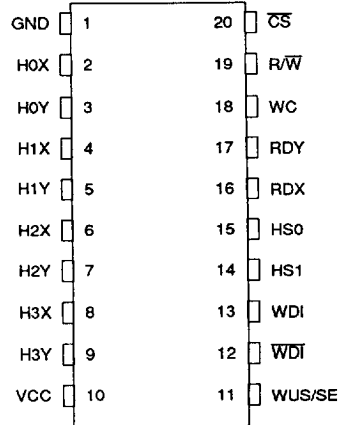 GND 1 20 C̅S̅
H0X 2 19 R/W̅
H0Y 3 18 WC
H1X 4 17 RDY
H1Y 5 16 RDX
H2X 6 15 HS0
H2Y 7 14 HS1
H3X 8 13 WDI
H3Y 9 12 W̅D̅I̅
VCC 10 11 WUS/SE